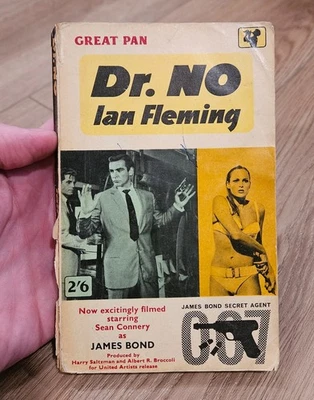 GREAT PAN
Dr. NO
Ian Fleming
2'6
Now excitingly filmed
starring
Sean Connery
as
JAMES BOND
Produced by
Harry Saltzman and Albert R. Broccoli
for United Artists release
JAMES BOND SECRET AGENT
007